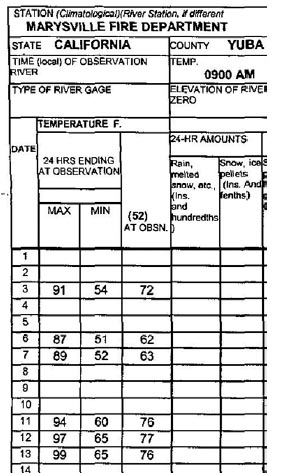 STATION (Climatological)(River Station, if different
MARYSVILLE FIRE DEPARTMENT
STATE CALIFORNIA COUNTY YUBA
TIME (local) OF OBSERVATION TEMP.
RIVER 0900 AM
TYPE OF RIVER GAGE ELEVATION OF RIVE
ZERO
TEMPERATURE F.
24-HR AMOUNTS
DATE
24 HRS ENDING
AT OBSERVATION
Rain,
melted
snow, etc.,
(Ins.
and
hundredths
)
Snow, ice
pellets
(Ins. And
tenths)
MAX MIN (52)
AT OBSN.
1
2
3 91 54 72
4
5
6 87 51 62
7 89 52 63
8
9
10
11 94 60 76
12 97 65 77
13 99 65 76
14